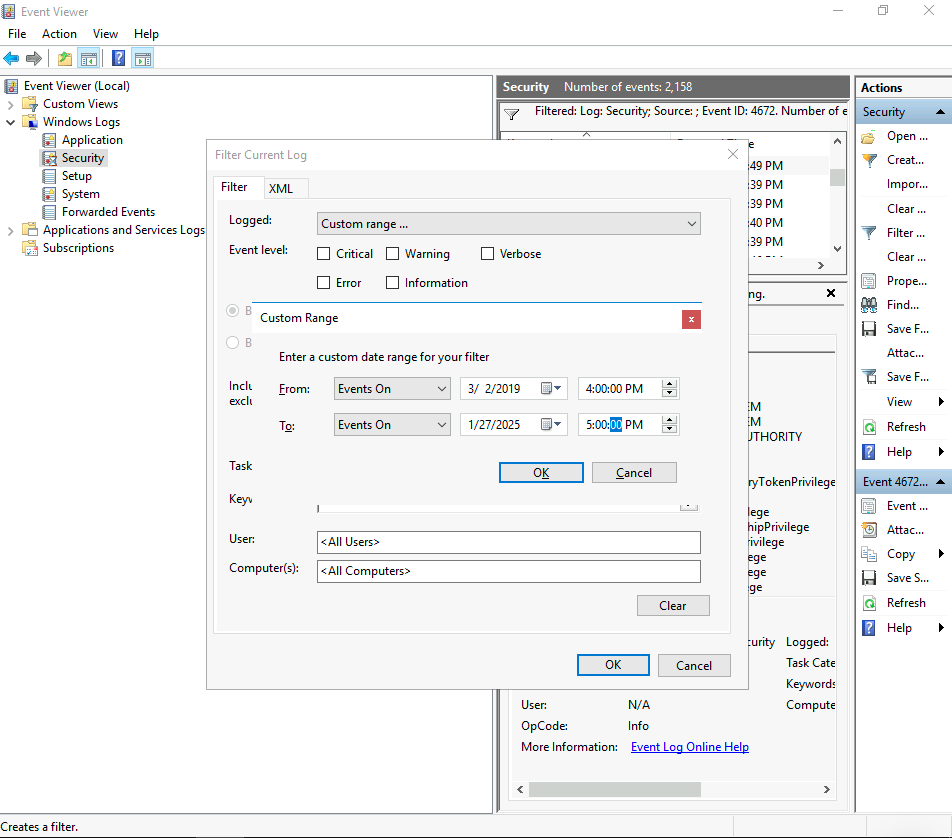 Event Viewer
File Action View Help
Event Viewer (Local)
Custom Views
Windows Logs
Application
Security
Setup
System
Forwarded Events
Applications and Services Logs
Subscriptions
Security Number of events: 2,158
Filtered: Log: Security; Source: ; Event ID: 4672. Number of e
:49 PM
:39 PM
:39 PM
:40 PM
:39 PM
ng.
EM
EM
UTHORITY
ryTokenPrivilege
lege
hipPrivilege
rivilege
ege
ege
ge
curity Logged:
Task Cate
Keywords
User: N/A Compute
OpCode: Info
More Information: Event Log Online Help
Filter Current Log
Filter XML
Logged: Custom range ...
Event level: Critical Warning Verbose
Error Information
B
B
Inclu
exclu
Task
Keyw
User: <All Users>
Computer(s): <All Computers>
Clear
OK Cancel
Custom Range
x
Enter a custom date range for your filter
From: Events On 3/ 2/2019 4:00:00 PM
To: Events On 1/27/2025 5:00:00 PM
OK Cancel
Actions
Security
Open ...
Creat...
Impor...
Clear ...
Filter ...
Clear ...
Prope...
Find...
Save F...
Attac...
Save F...
View
Refresh
Help
Event 4672...
Event ...
Attac...
Copy
Save S...
Refresh
Help
Creates a filter.